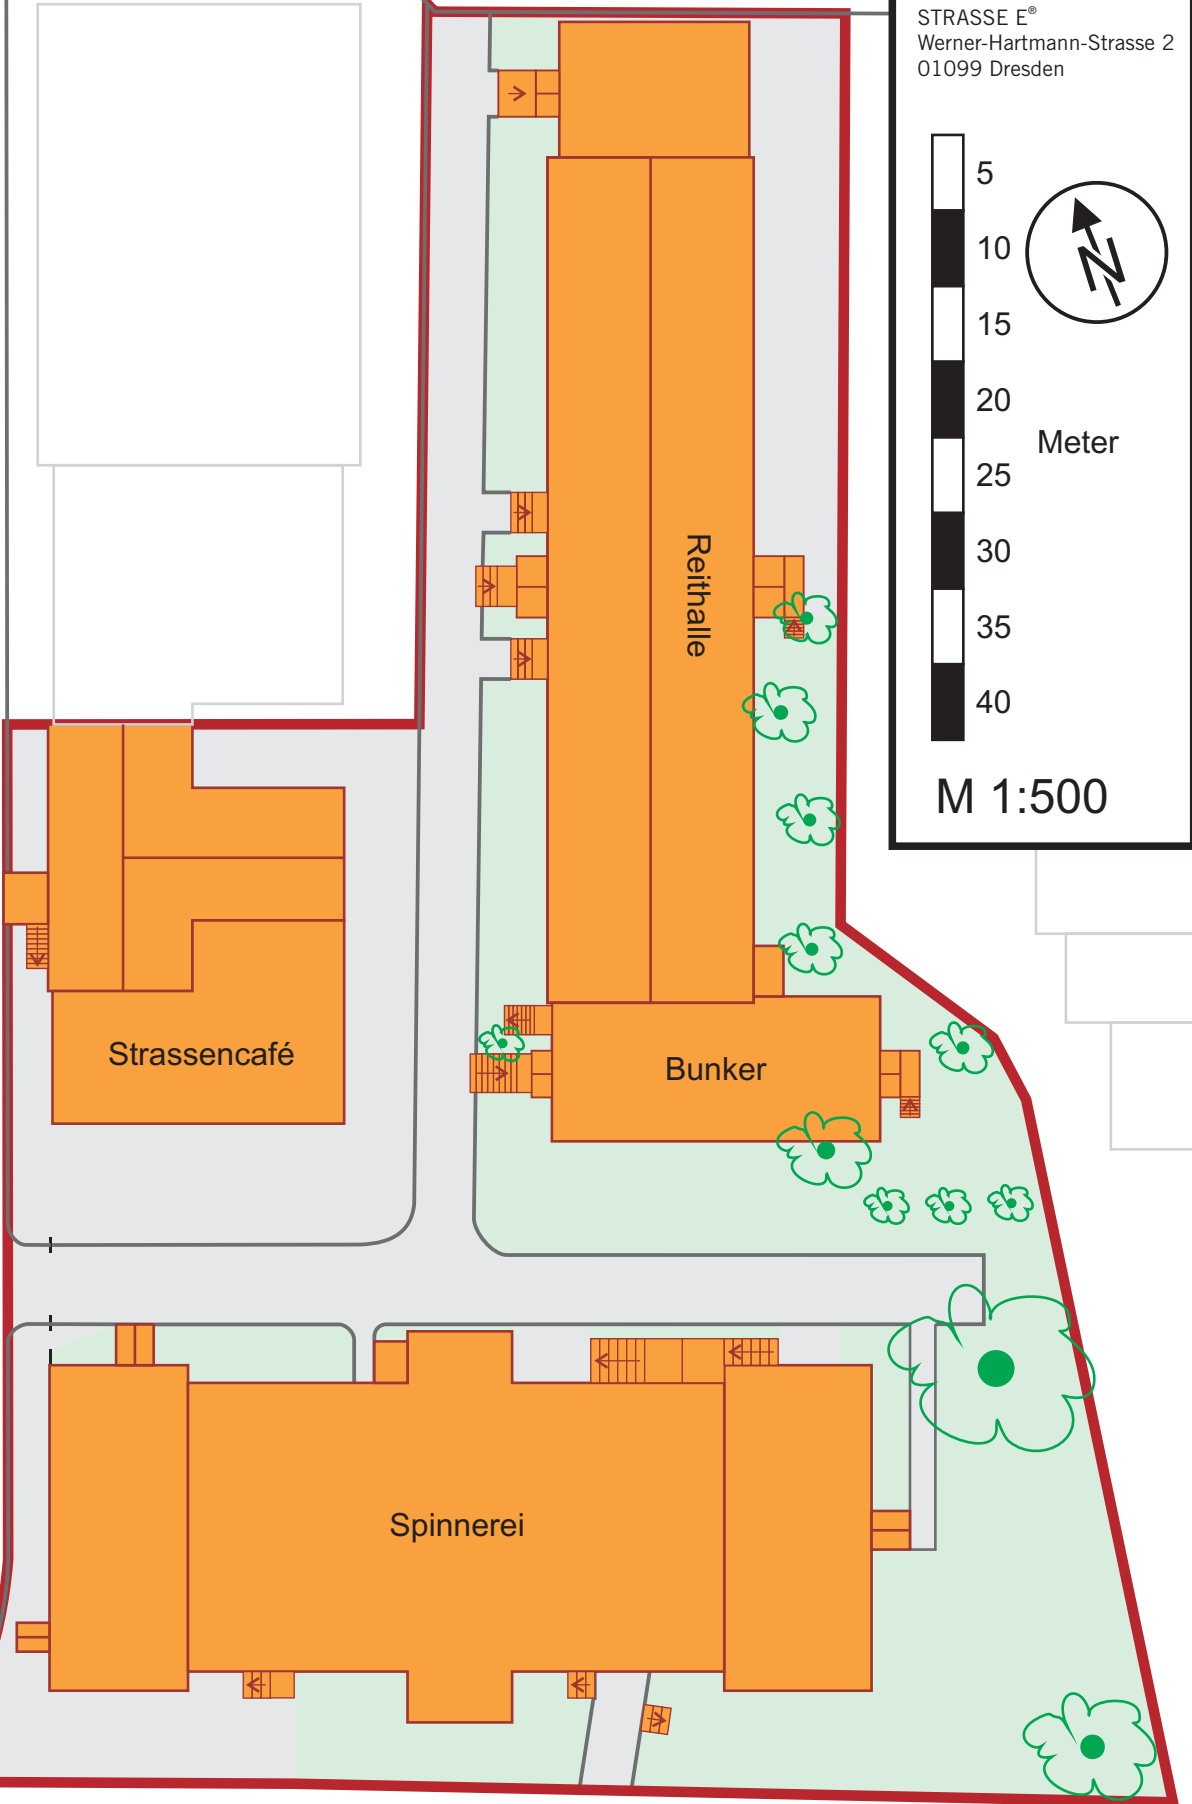 STRASSE E®
Werner-Hartmann-Strasse 2
01099 Dresden
5
10
15
20
25
30
35
40
N
Meter
M 1:500
Reithalle
Strassencafé
Bunker
Spinnerei